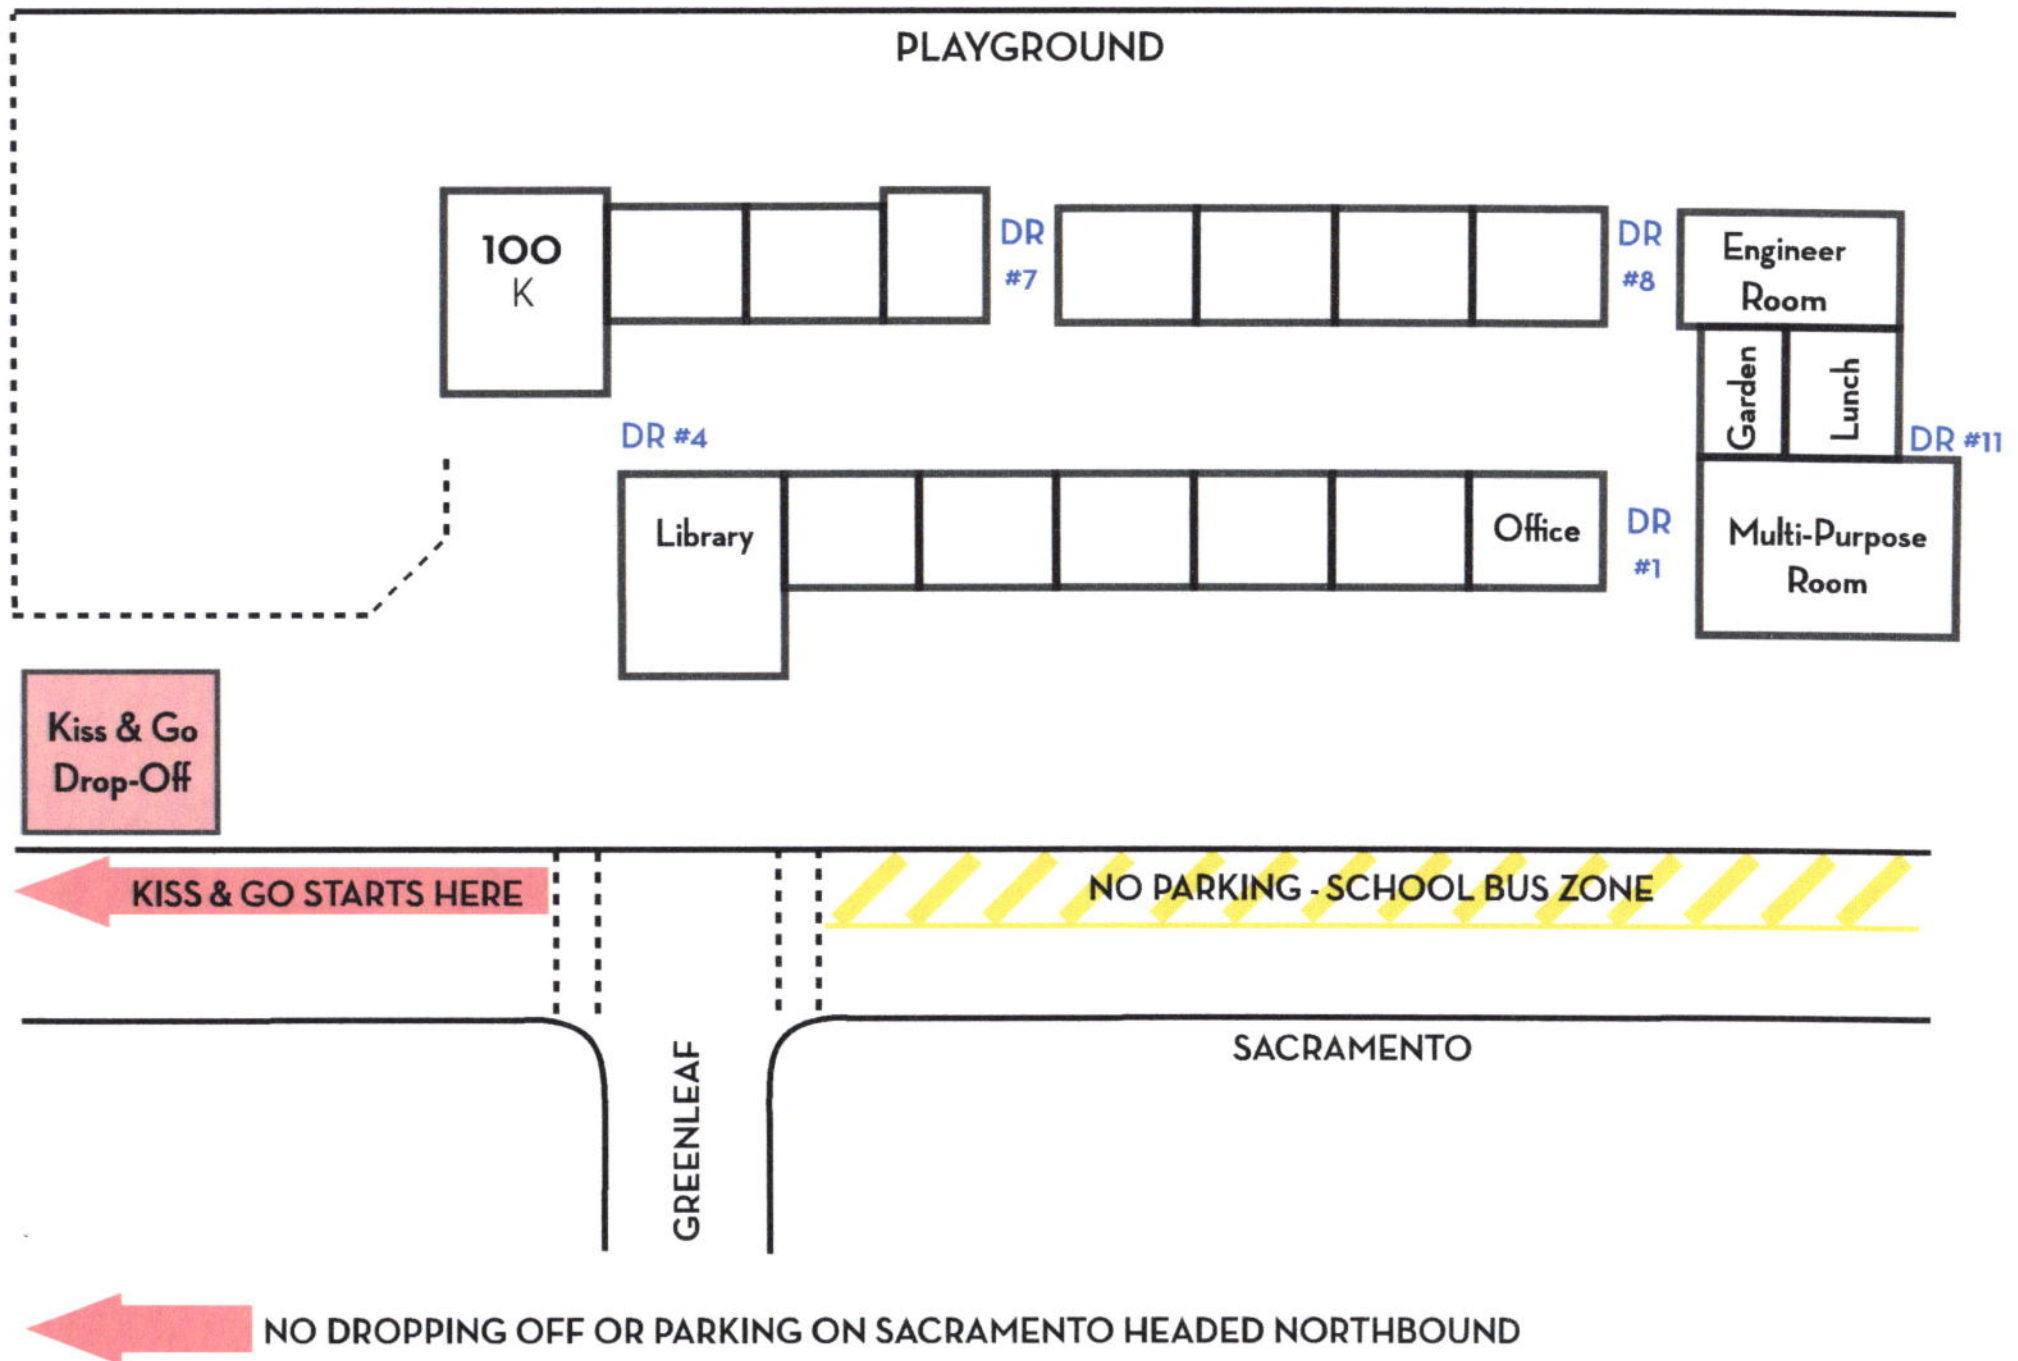 PLAYGROUND
100
K
DR
#7
DR
#8
Engineer
Room
Garden
Lunch
DR #4
DR #11
Library
Office
DR
#1
Multi-Purpose
Room
Kiss & Go
Drop-Off
KISS & GO STARTS HERE
NO PARKING - SCHOOL BUS ZONE
SACRAMENTO
GREENLEAF
NO DROPPING OFF OR PARKING ON SACRAMENTO HEADED NORTHBOUND